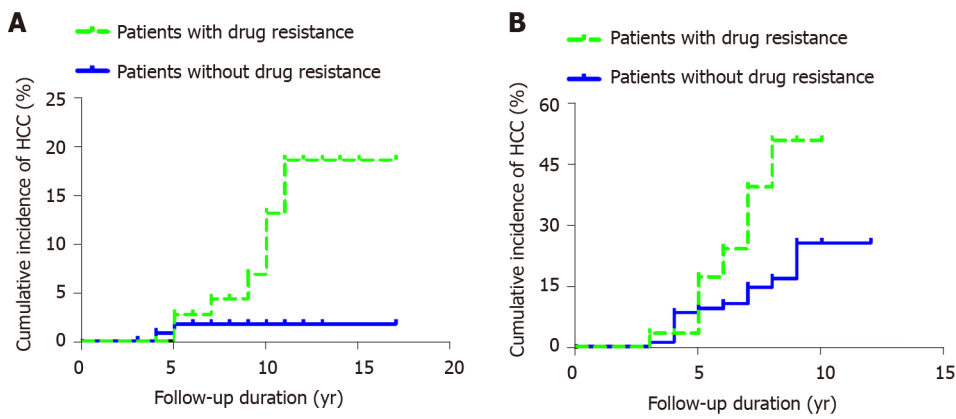 A
Patients with drug resistance
Patients without drug resistance
Cumulative incidence of HCC (%)
25
20
15
10
5
0
0 5 10 15 20
Follow-up duration (yr)
B
Patients with drug resistance
Patients without drug resistance
Cumulative incidence of HCC (%)
60
45
30
15
0
0 5 10 15
Follow-up duration (yr)